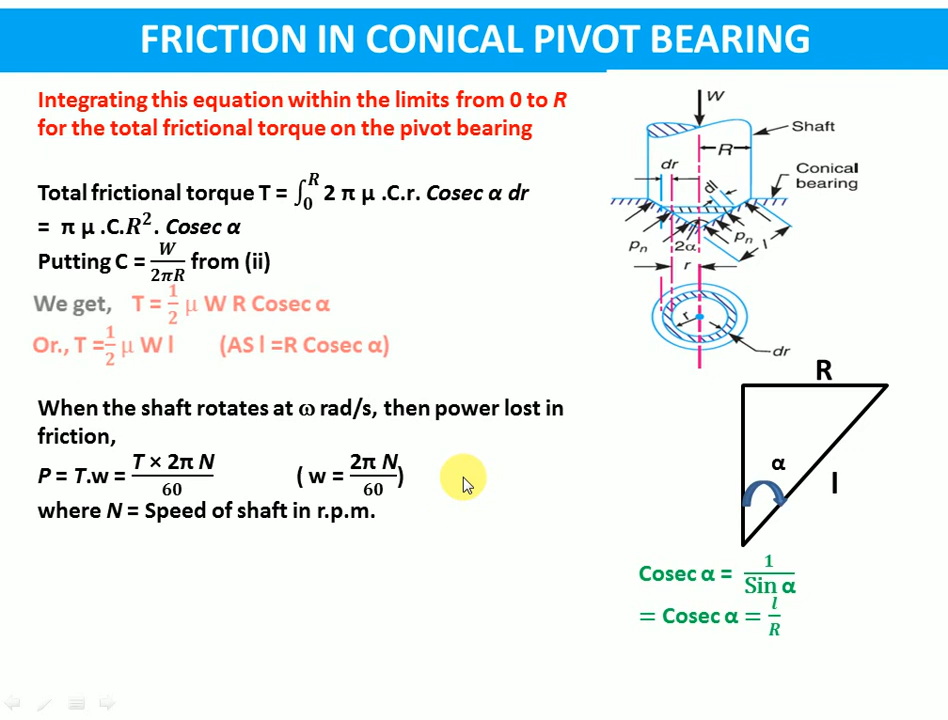 FRICTION IN CONICAL PIVOT BEARING
Integrating this equation within the limits from 0 to R
for the total frictional torque on the pivot bearing
Total frictional torque T = ∫₀ᴿ 2 π μ .C.r. Cosec α dr
= π μ .C.R². Cosec α
Putting C = W/2πR from (ii)
We get, T = 1/2 μ W R Cosec α
Or., T =1/2 μ W l (AS l =R Cosec α)
When the shaft rotates at ω rad/s, then power lost in
friction,
P = T.w = T × 2π N/60 ( w = 2π N/60)
where N = Speed of shaft in r.p.m.
W
Shaft
R
dr
Conical
bearing
dl
Pn
2α
Pn
l
r
r
dr
R
α
l
Cosec α = 1/Sin α
= Cosec α = l/R